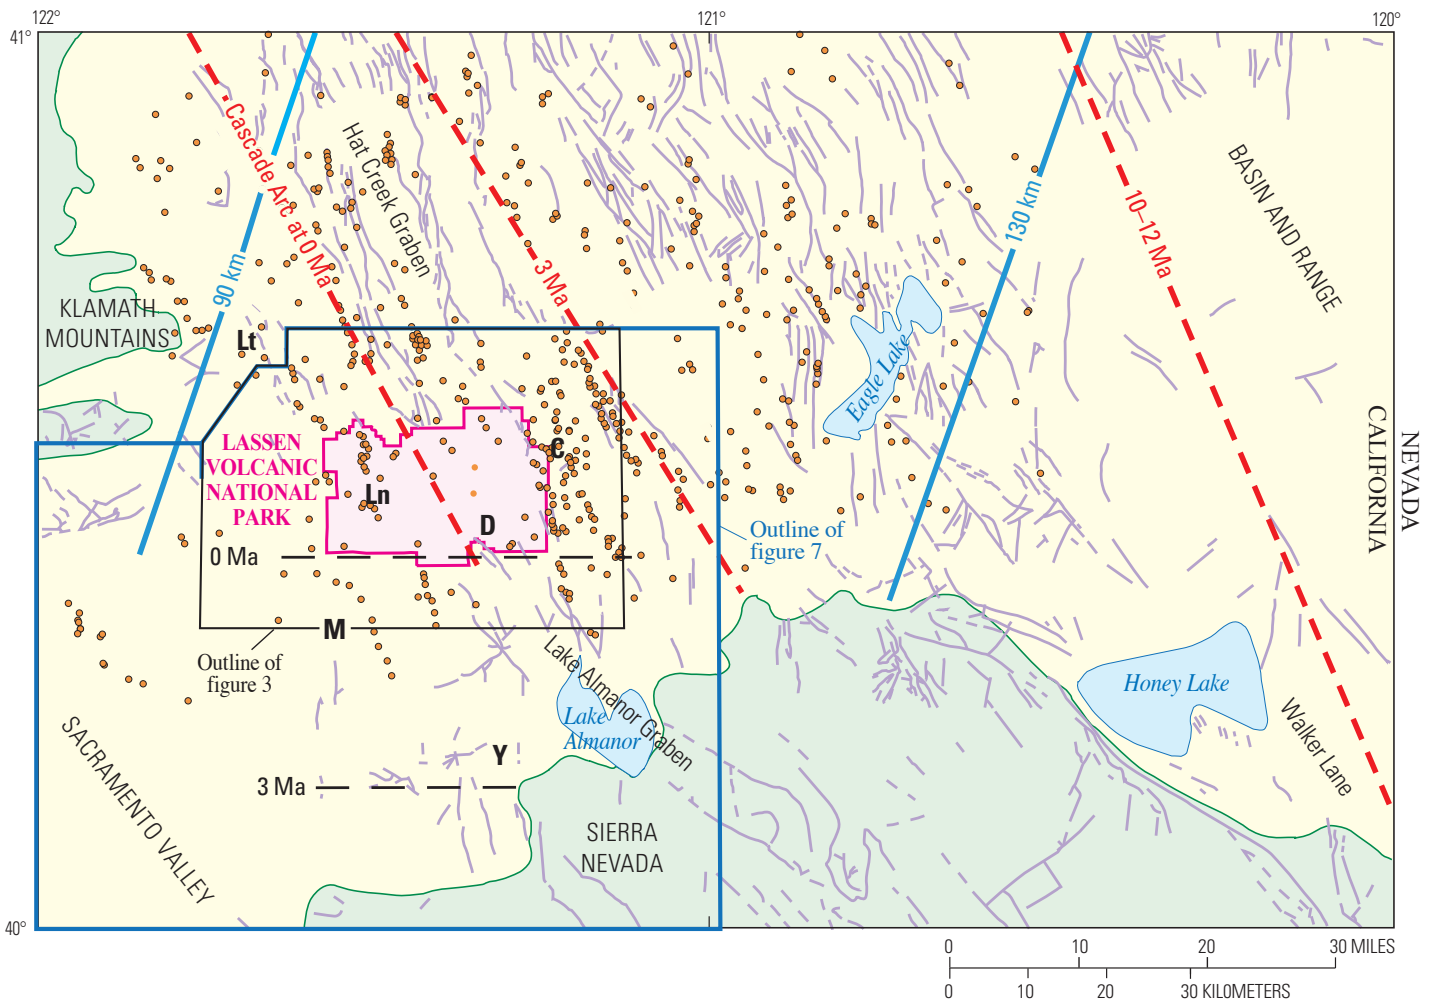 122°
121°
120°
41°
Cascade Arc at 0 Ma
Hat Creek Graben
3 Ma
90 km
130 km
10–12 Ma
BASIN AND RANGE
KLAMATH
MOUNTAINS
Lt
Eagle Lake
LASSEN
VOLCANIC
NATIONAL
PARK
C
Ln
D
NEVADA
CALIFORNIA
Outline of
figure 7
0 Ma
M
Outline of
figure 3
Lake Almanor Graben
Lake
Almanor
Honey Lake
Walker Lane
Y
3 Ma
SACRAMENTO VALLEY
SIERRA
NEVADA
40°
0 10 20 30 MILES
0 10 20 30 KILOMETERS